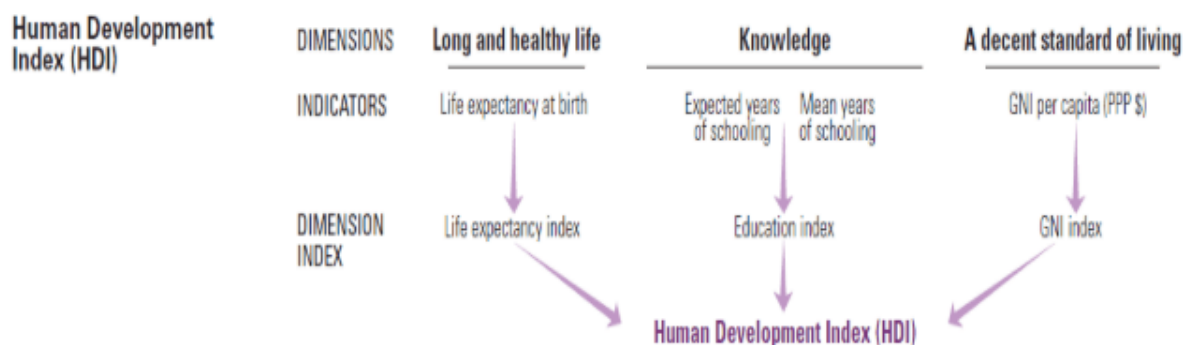 Human Development
Index (HDI)
DIMENSIONS Long and healthy life Knowledge A decent standard of living
INDICATORS Life expectancy at birth Expected years Mean years GNI per capita (PPP $)
of schooling of schooling
DIMENSION Life expectancy index Education index GNI index
INDEX
Human Development Index (HDI)